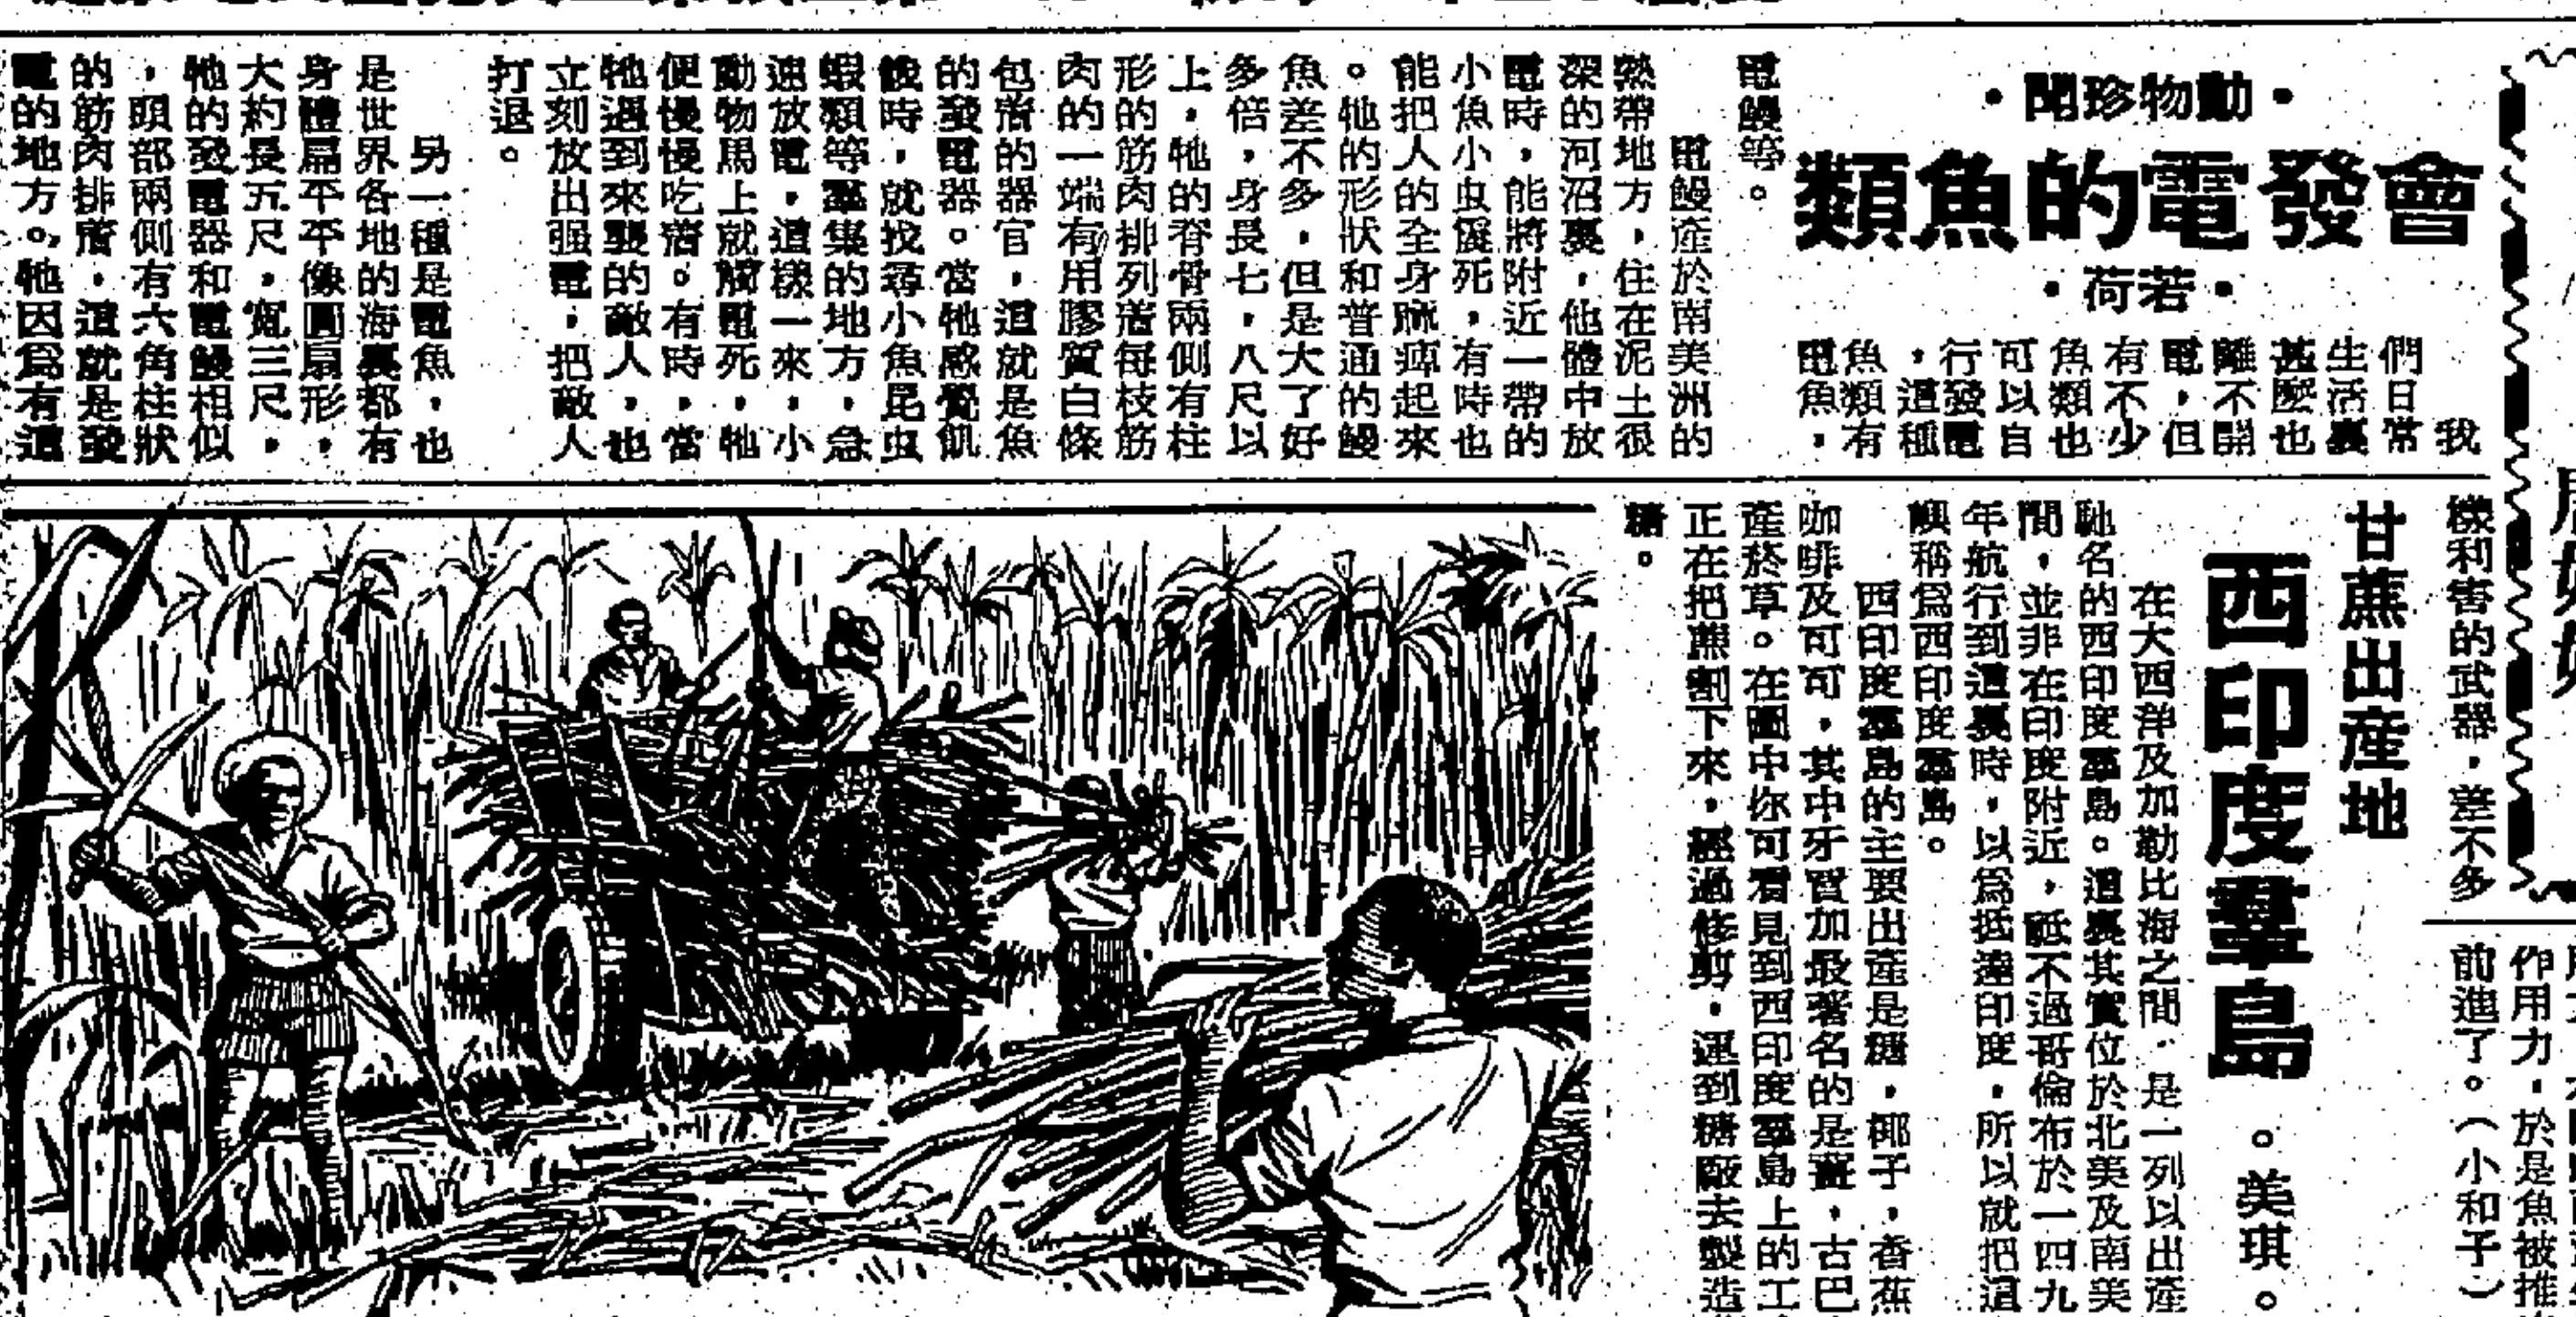 ・動物珍聞・
會發電的魚類
・若荷・
我
們日常
生活裏
甚麼也
離不開
電，但
有不少
魚類也
可以自
行發電
，這種
魚類有
電魚，
電鰻等。
電鰻產於南美洲的
熱帶地方，住在泥土很
深的河沼裏，他體中放
電時，能將附近一帶的
小魚小虫電死，有時也
能把人的全身麻痺起來
。牠的形狀和普通的鰻
魚差不多，但是大了好
多倍，身長七，八尺以
上，牠的脊骨兩側有柱
形的筋肉排列着每枝筋
肉的一端有用膠質白條
包着的器官，這就是魚
的發電器。當牠感覺飢
餓時，就找尋小魚昆虫
蝦類等羣集的地方，急
速放電，這樣一來，小
動物馬上就觸電死，牠
便慢慢吃着。有時，當
牠遇到來襲的敵人，也
立刻放出强電，把敵人
打退。
另一種是電魚，也
是世界各地的海裏都有
身體扁平平像圓扇形，
大約長五尺，寬三尺，
牠的發電器和電鰻相似
，頭部兩側有六角柱狀
的筋肉排着，這就是發
電的地方。牠因爲有這
樣利害的武器，差不多
甘蔗出產地
西印度羣島
。美琪。
在大西洋及加勒比海之間，是一列以出產
馳名的西印度羣島。這裏其實位於北美及南美
間，並非在印度附近，祗不過哥倫布於一四九
年航行到這裏時，以爲抵達印度，所以就把這
嶼稱爲西印度羣島。
西印度羣島的主要出產是糖，椰子，香蕉
咖啡及可可，其中牙買加最著名的是薑，古巴
產菸草。在圖中你可看見到西印度羣島上的工
正在把蔗割下來，經過修剪，運到糖廠去製造
糖。
作用力，於是魚被推
前進了。（小和子）